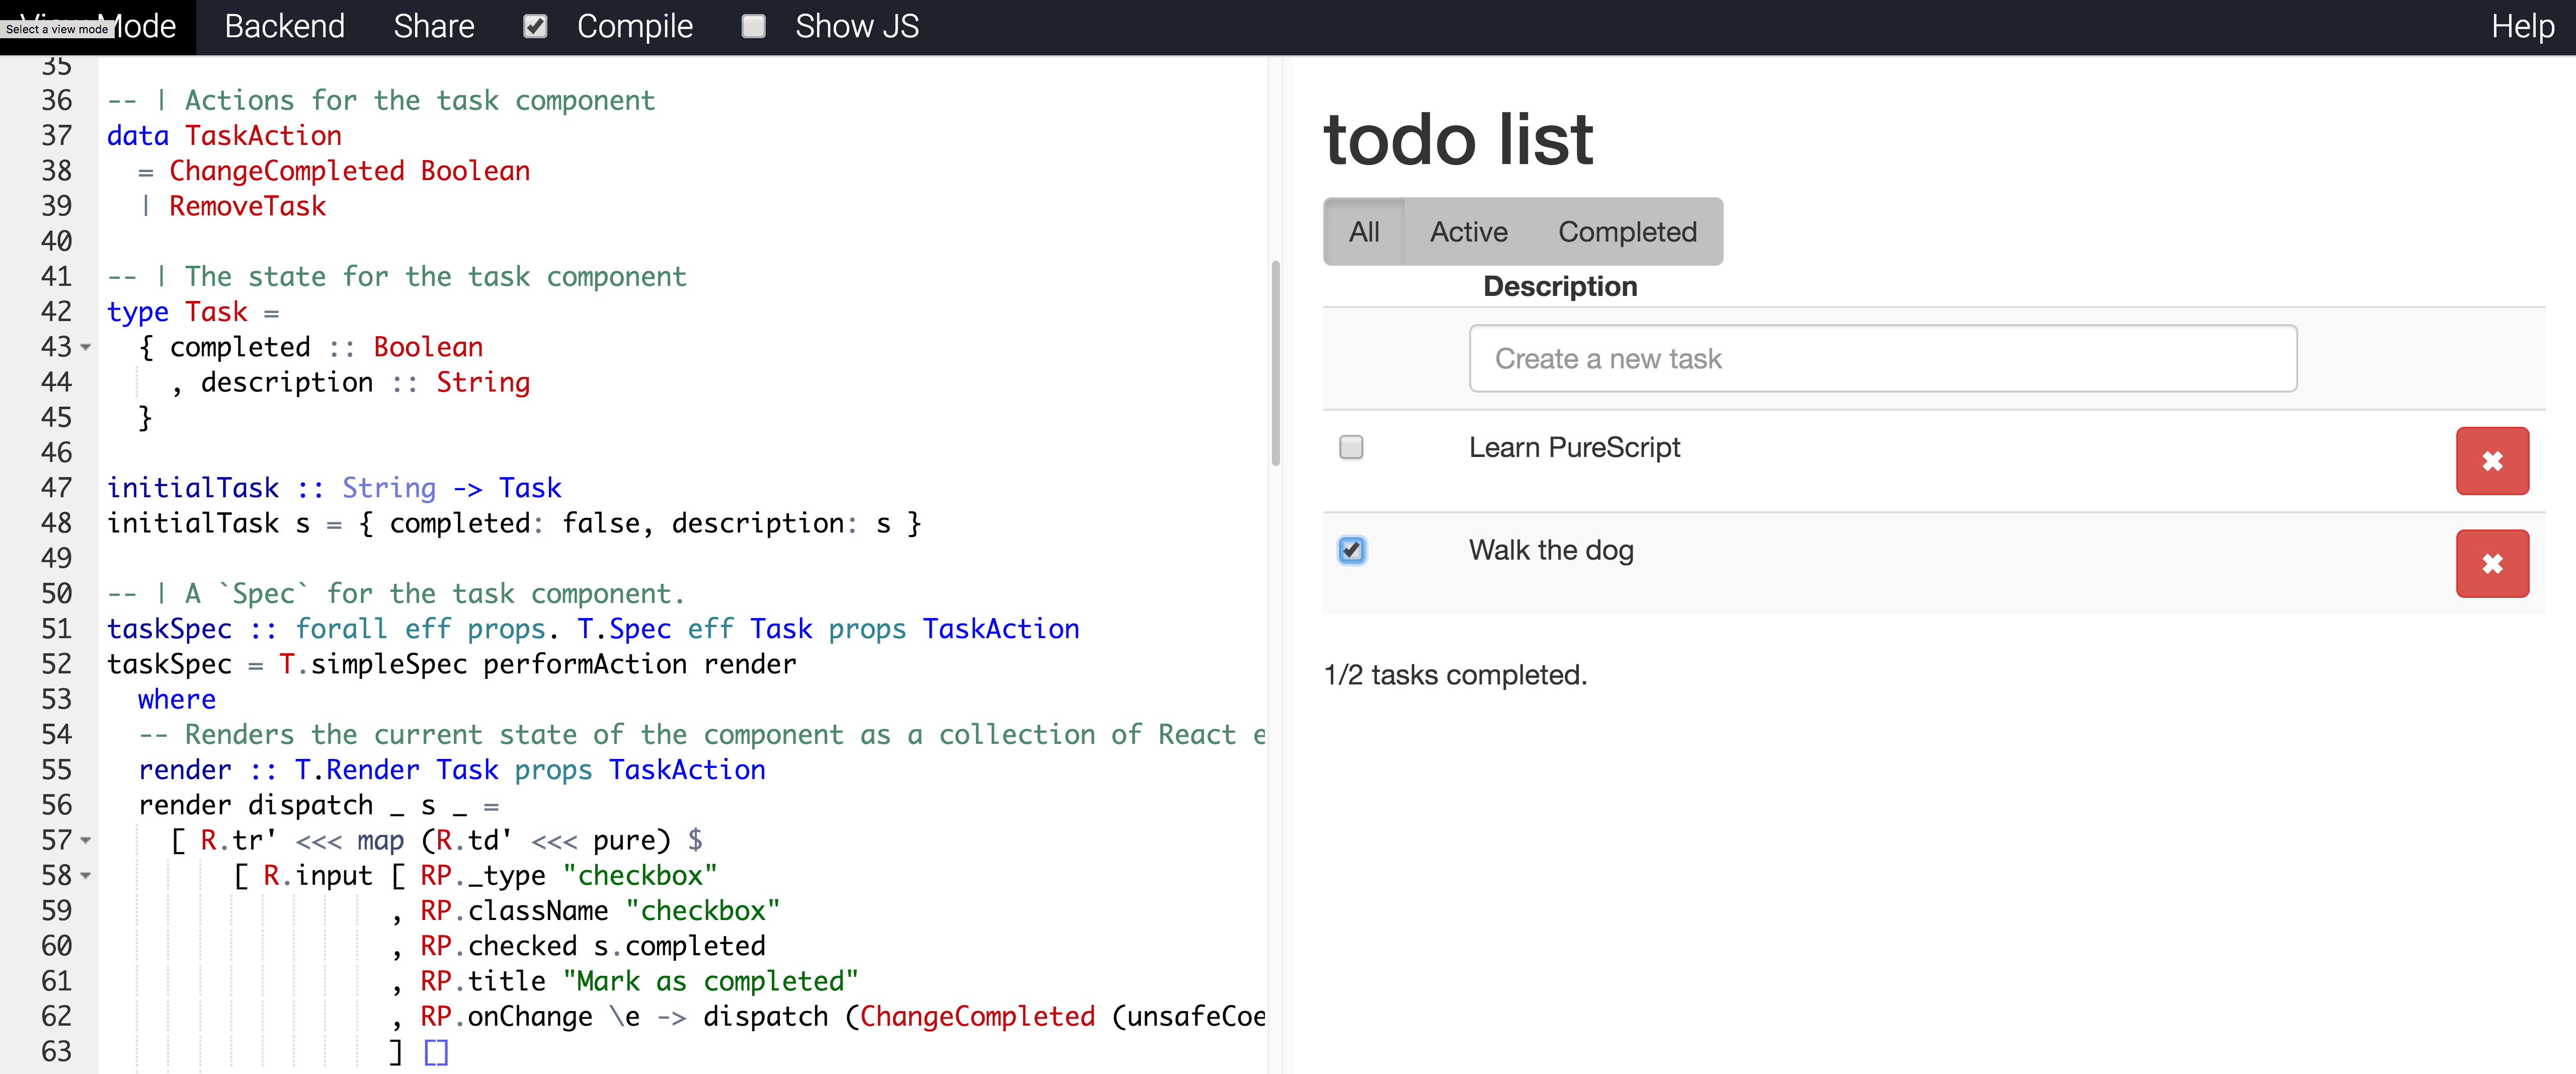 Mode Backend Share Compile Show JS Help
Select a view mode
35
36 -- | Actions for the task component
37 data TaskAction
38   = ChangeCompleted Boolean
39   | RemoveTask
40
41 -- | The state for the task component
42 type Task =
43   { completed :: Boolean
44     , description :: String
45   }
46
47 initialTask :: String -> Task
48 initialTask s = { completed: false, description: s }
49
50 -- | A `Spec` for the task component.
51 taskSpec :: forall eff props. T.Spec eff Task props TaskAction
52 taskSpec = T.simpleSpec performAction render
53   where
54   -- Renders the current state of the component as a collection of React e
55   render :: T.Render Task props TaskAction
56   render dispatch _ s _ =
57     [ R.tr' <<< map (R.td' <<< pure) $
58         [ R.input [ RP._type "checkbox"
59                   , RP.className "checkbox"
60                   , RP.checked s.completed
61                   , RP.title "Mark as completed"
62                   , RP.onChange \e -> dispatch (ChangeCompleted (unsafeCoe
63                   ] []
todo list
All Active Completed
Description
Create a new task
Learn PureScript
Walk the dog
1/2 tasks completed.